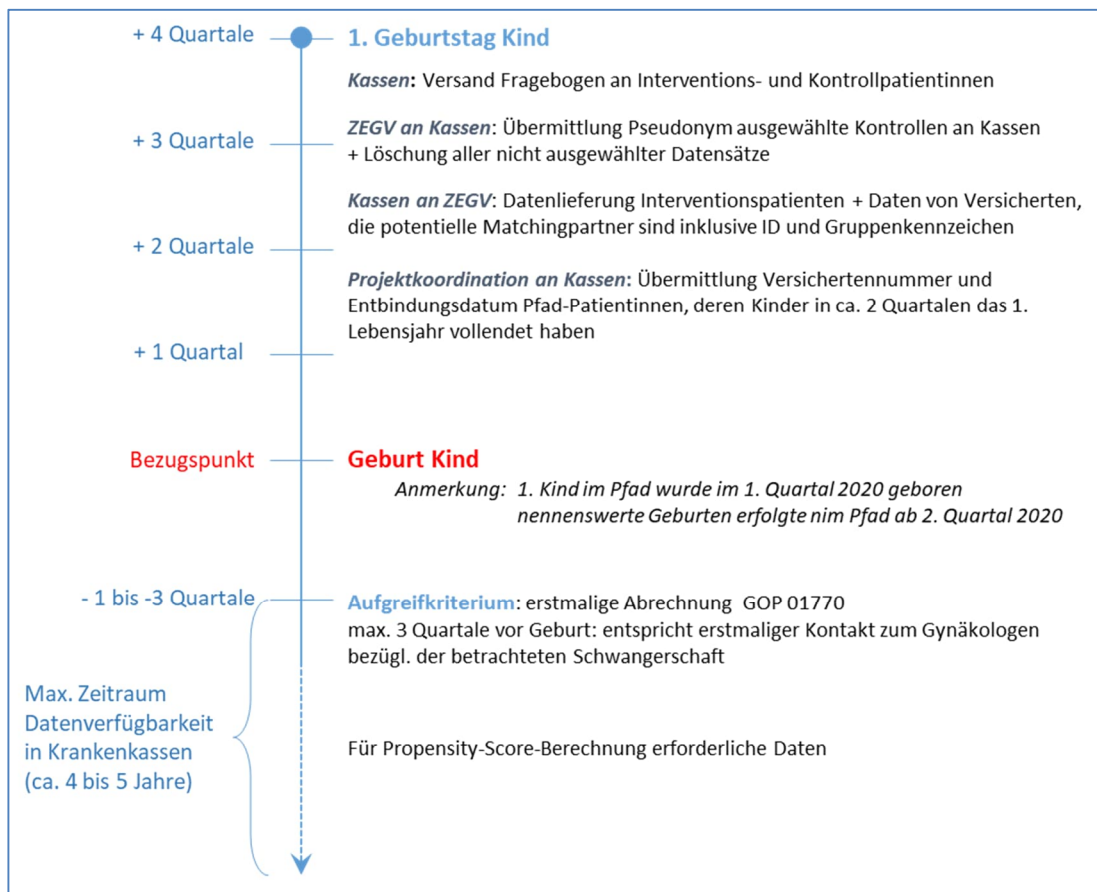 + 4 Quartale
1. Geburtstag Kind
Kassen: Versand Fragebogen an Interventions- und Kontrollpatientinnen
+ 3 Quartale
ZEGV an Kassen: Übermittlung Pseudonym ausgewählte Kontrollen an Kassen
+ Löschung aller nicht ausgewählter Datensätze
Kassen an ZEGV: Datenlieferung Interventionspatienten + Daten von Versicherten,
die potentielle Matchingpartner sind inklusive ID und Gruppenkennzeichen
+ 2 Quartale
Projektkoordination an Kassen: Übermittlung Versichertennummer und
Entbindungsdatum Pfad-Patientinnen, deren Kinder in ca. 2 Quartalen das 1.
Lebensjahr vollendet haben
+ 1 Quartal
Bezugspunkt
Geburt Kind
Anmerkung: 1. Kind im Pfad wurde im 1. Quartal 2020 geboren
nennenswerte Geburten erfolgte nim Pfad ab 2. Quartal 2020
- 1 bis -3 Quartale
Aufgreifkriterium: erstmalige Abrechnung GOP 01770
max. 3 Quartale vor Geburt: entspricht erstmaliger Kontakt zum Gynäkologen
bezügl. der betrachteten Schwangerschaft
Max. Zeitraum
Datenverfügbarkeit
in Krankenkassen
(ca. 4 bis 5 Jahre)
Für Propensity-Score-Berechnung erforderliche Daten